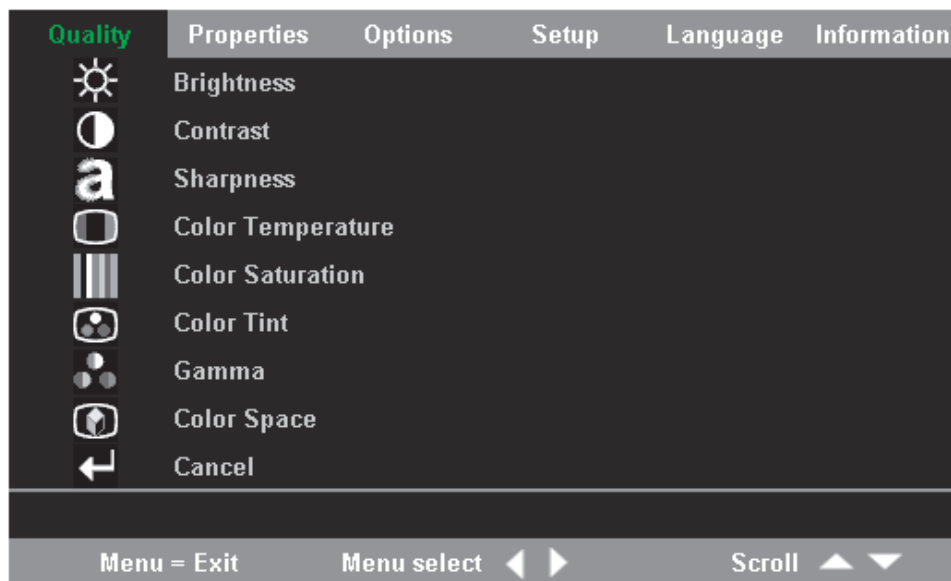 Quality Properties Options Setup Language Information
Brightness
Contrast
Sharpness
Color Temperature
Color Saturation
Color Tint
Gamma
Color Space
Cancel
Menu = Exit Menu select Scroll